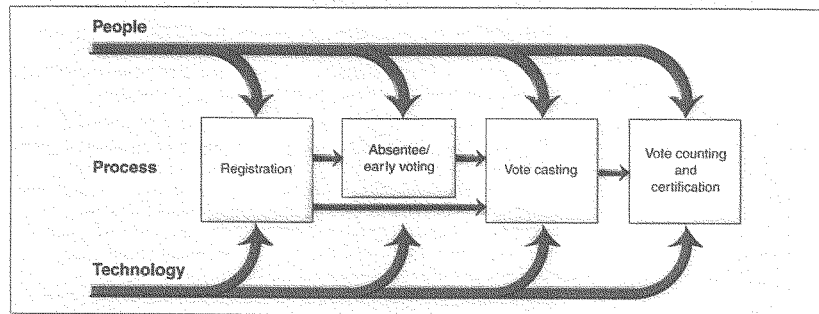 People
Process
Registration
Absentee/
early voting
Vote casting
Vote counting
and
certification
Technology